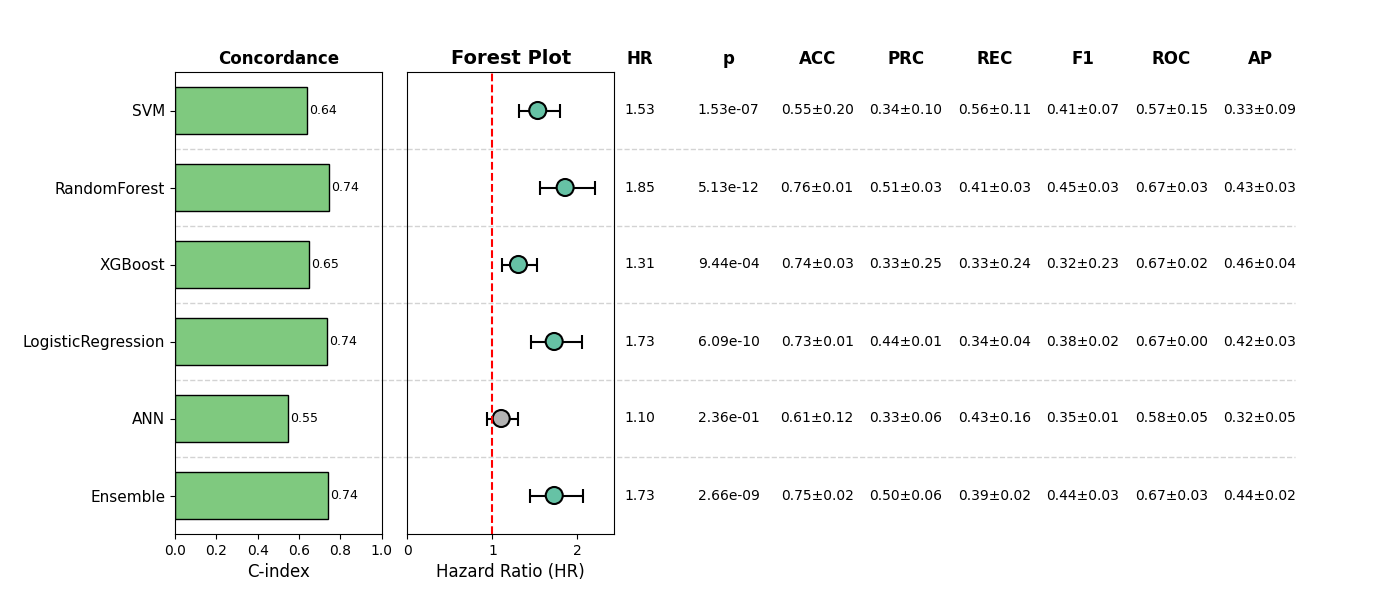 Concordance Forest Plot HR p ACC PRC REC F1 ROC AP
SVM 0.64 1.53 1.53e-07 0.55±0.20 0.34±0.10 0.56±0.11 0.41±0.07 0.57±0.15 0.33±0.09
RandomForest 0.74 1.85 5.13e-12 0.76±0.01 0.51±0.03 0.41±0.03 0.45±0.03 0.67±0.03 0.43±0.03
XGBoost 0.65 1.31 9.44e-04 0.74±0.03 0.33±0.25 0.33±0.24 0.32±0.23 0.67±0.02 0.46±0.04
LogisticRegression 0.74 1.73 6.09e-10 0.73±0.01 0.44±0.01 0.34±0.04 0.38±0.02 0.67±0.00 0.42±0.03
ANN 0.55 1.10 2.36e-01 0.61±0.12 0.33±0.06 0.43±0.16 0.35±0.01 0.58±0.05 0.32±0.05
Ensemble 0.74 1.73 2.66e-09 0.75±0.02 0.50±0.06 0.39±0.02 0.44±0.03 0.67±0.03 0.44±0.02
0.0 0.2 0.4 0.6 0.8 1.0 0 1 2
C-index Hazard Ratio (HR)